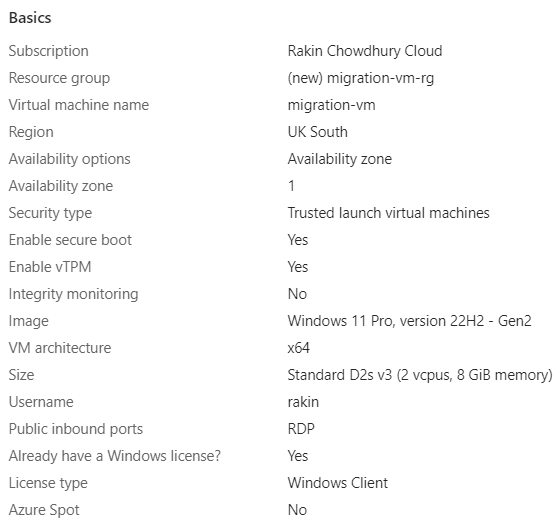 Basics
Subscription Rakin Chowdhury Cloud
Resource group (new) migration-vm-rg
Virtual machine name migration-vm
Region UK South
Availability options Availability zone
Availability zone 1
Security type Trusted launch virtual machines
Enable secure boot Yes
Enable vTPM Yes
Integrity monitoring No
Image Windows 11 Pro, version 22H2 - Gen2
VM architecture x64
Size Standard D2s v3 (2 vcpus, 8 GiB memory)
Username rakin
Public inbound ports RDP
Already have a Windows license? Yes
License type Windows Client
Azure Spot No